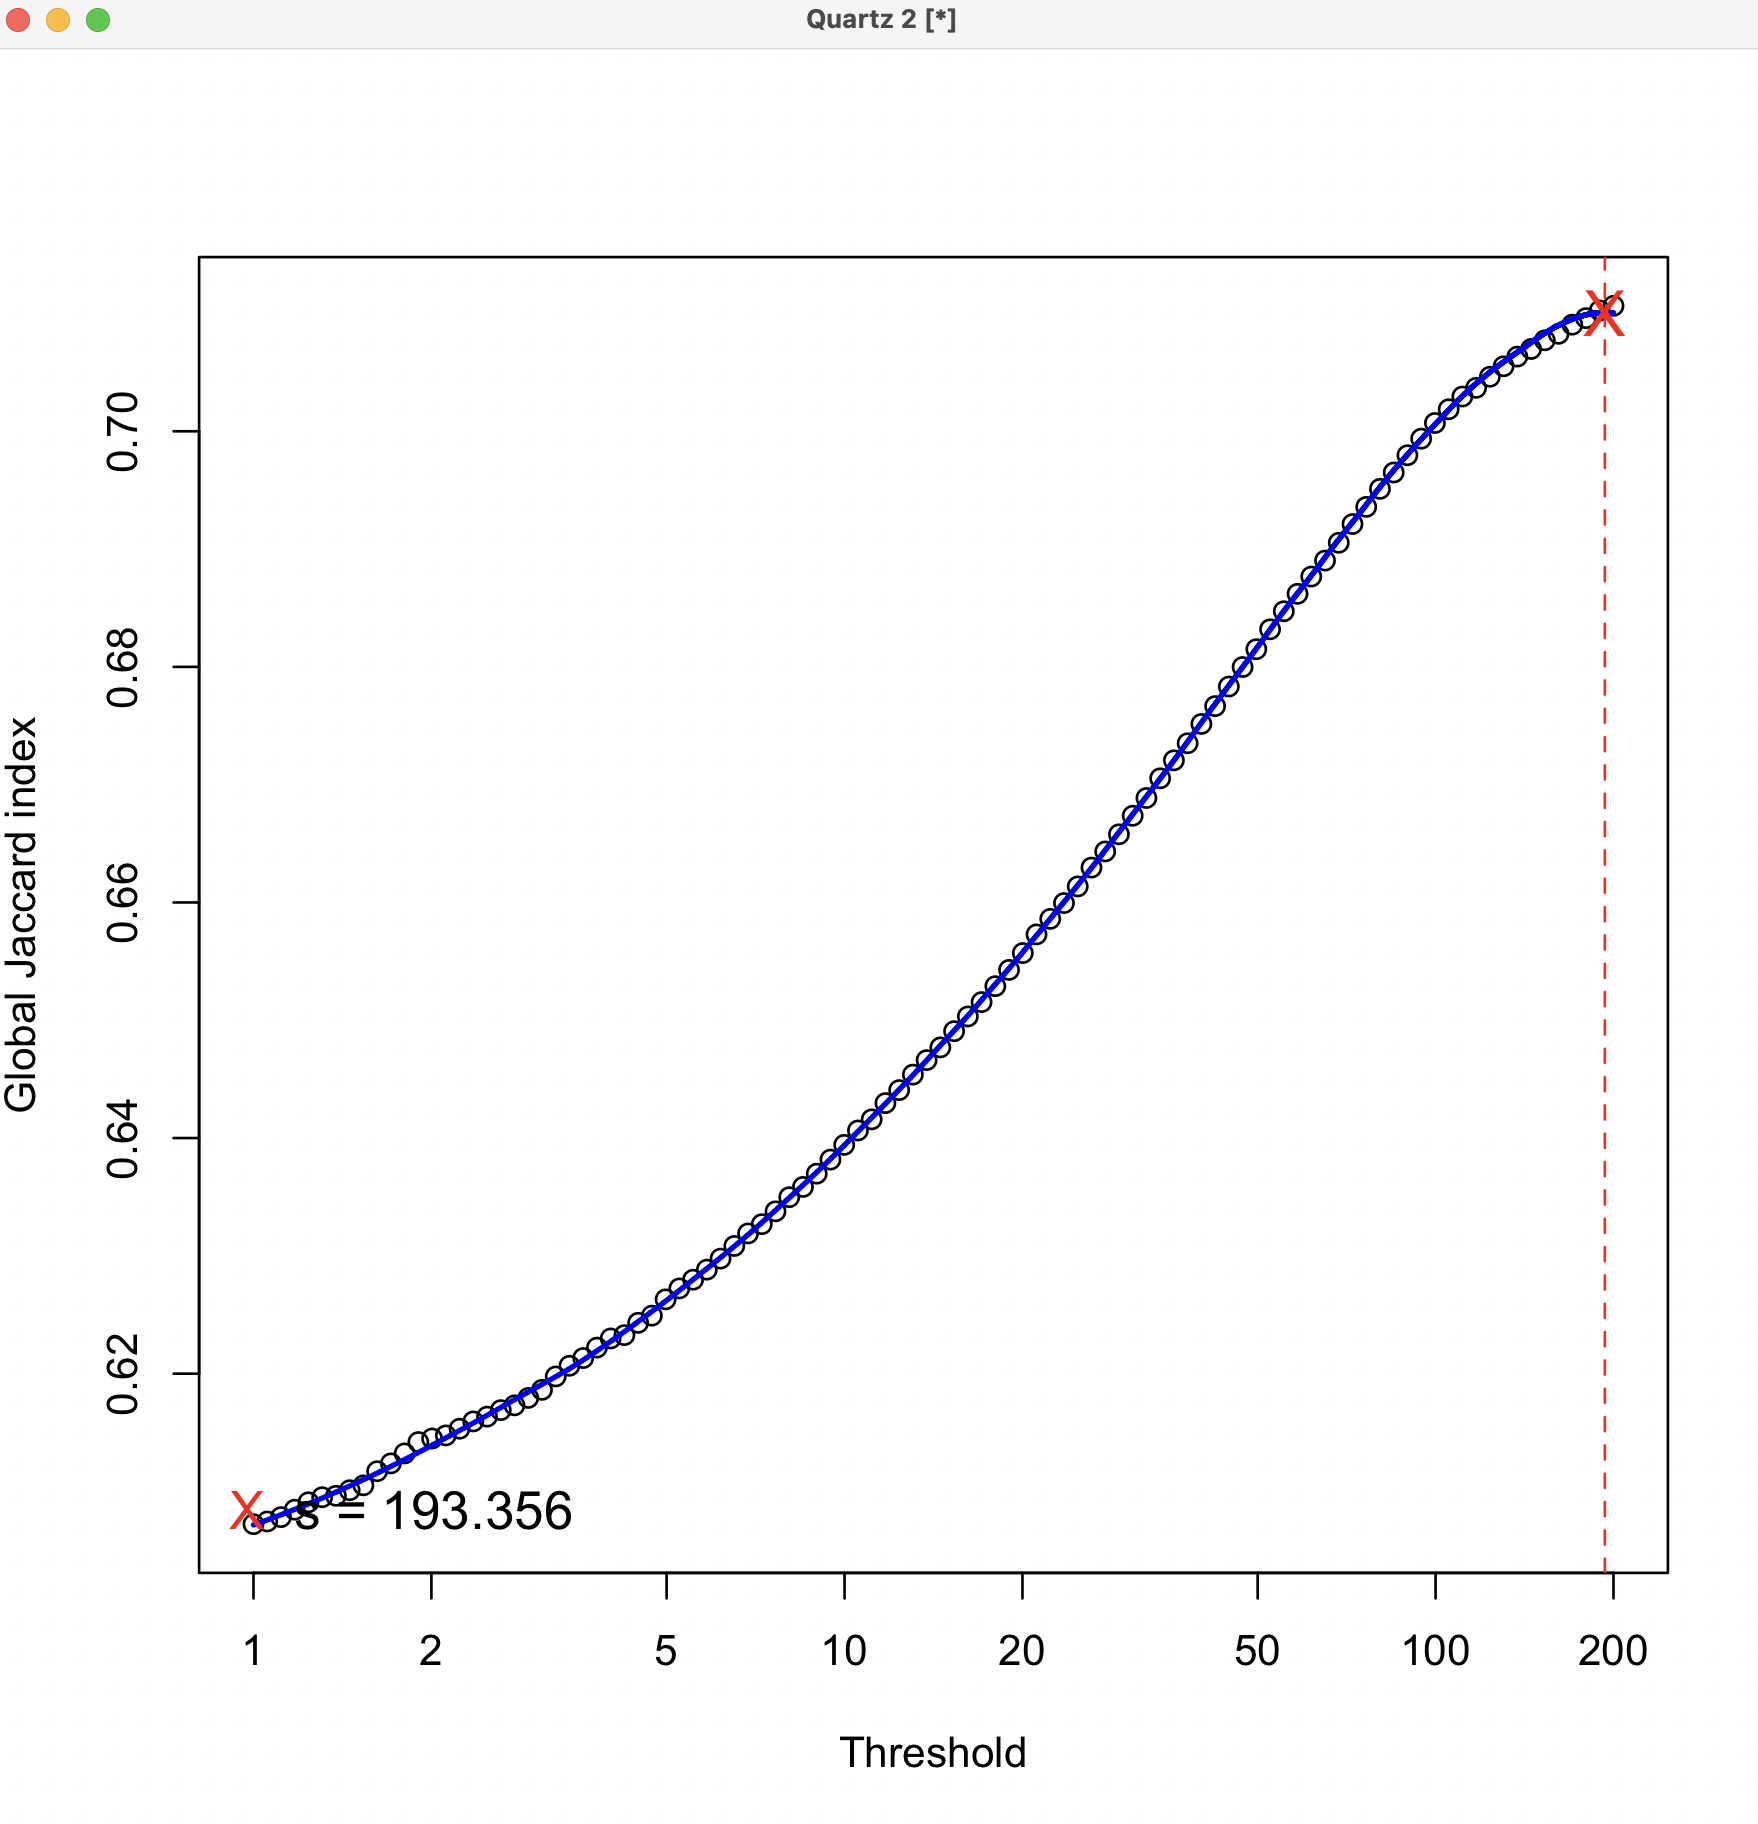 Quartz 2 [*]
Global Jaccard index
0.70
0.68
0.66
0.64
0.62
X
X s = 193.356
1 2 5 10 20 50 100 200
Threshold